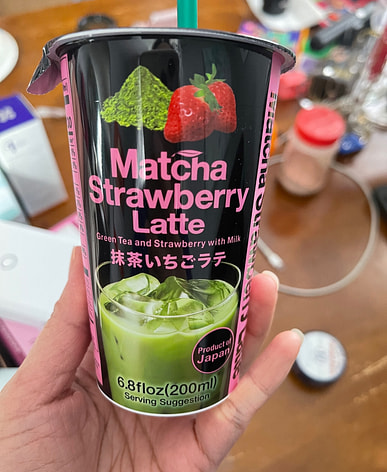 Matcha
Strawberry
Latte
Green Tea and Strawberry with Milk
抹茶いちごラテ
Product of
Japan
6.8floz(200ml)
Serving Suggestion